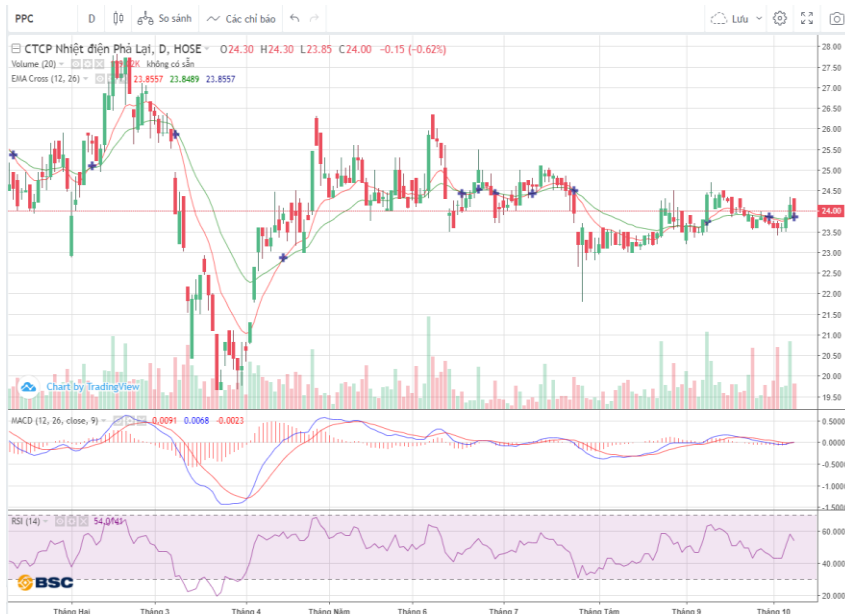 PPC D So sánh Các chỉ báo Lưu
CTCP Nhiệt điện Phả Lại, D, HOSE O24.30 H24.30 L23.85 C24.00 -0.15 (-0.62%)
Volume (20) không có sẵn
EMA Cross (12, 26) 23.8557 23.8489 23.8557
28.00
27.50
27.00
26.50
26.00
25.50
25.00
24.50
24.00
23.50
23.00
22.50
22.00
21.50
21.00
20.50
20.00
19.50
Chart by TradingView
MACD (12, 26, close, 9) 0.0091 0.0068 -0.0023
0.5000
0.0000
-0.5000
-1.0000
-1.5000
RSI (14) 54.0141
60.000
40.000
20.000
BSC
Tháng Hai Tháng 3 Tháng 4 Tháng Năm Tháng 6 Tháng 7 Tháng Tám Tháng 9 Tháng 10